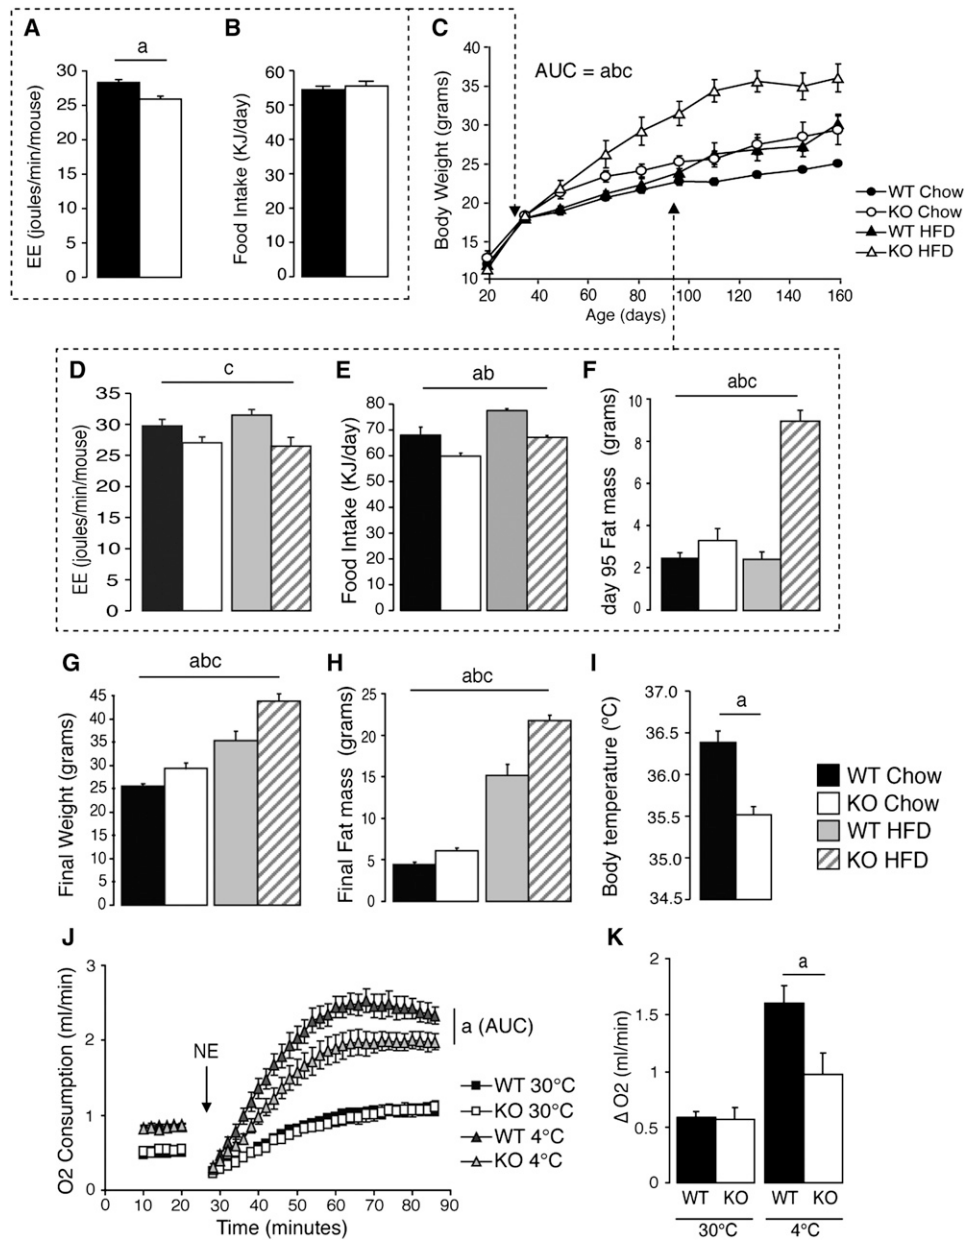 A
a
EE (joules/min/mouse)
30
25
20
15
10
5
0
B
Food Intake (KJ/day)
60
50
40
30
20
10
0
C
AUC = abc
Body Weight (grams)
40
35
30
25
20
15
10
20 40 60 80 100 120 140 160
Age (days)
WT Chow
KO Chow
WT HFD
KO HFD
D
c
EE (joules/min/mouse)
35
30
25
20
15
10
5
0
E
ab
Food Intake (KJ/day)
80
70
60
50
40
30
20
10
0
F
abc
day 95 Fat mass (grams)
10
8
6
4
2
0
G
abc
Final Weight (grams)
45
40
35
30
25
20
15
10
5
0
H
abc
Final Fat mass (grams)
25
20
15
10
5
0
I
a
Body temperature (°C)
37.0
36.5
36.0
35.5
35.0
34.5
WT Chow
KO Chow
WT HFD
KO HFD
J
O2 Consumption (ml/min)
3
2
1
0
NE
a (AUC)
0 10 20 30 40 50 60 70 80 90
Time (minutes)
WT 30°C
KO 30°C
WT 4°C
KO 4°C
K
a
Δ O2 (ml/min)
2
1.5
1
0.5
0
WT KO WT KO
30°C 4°C